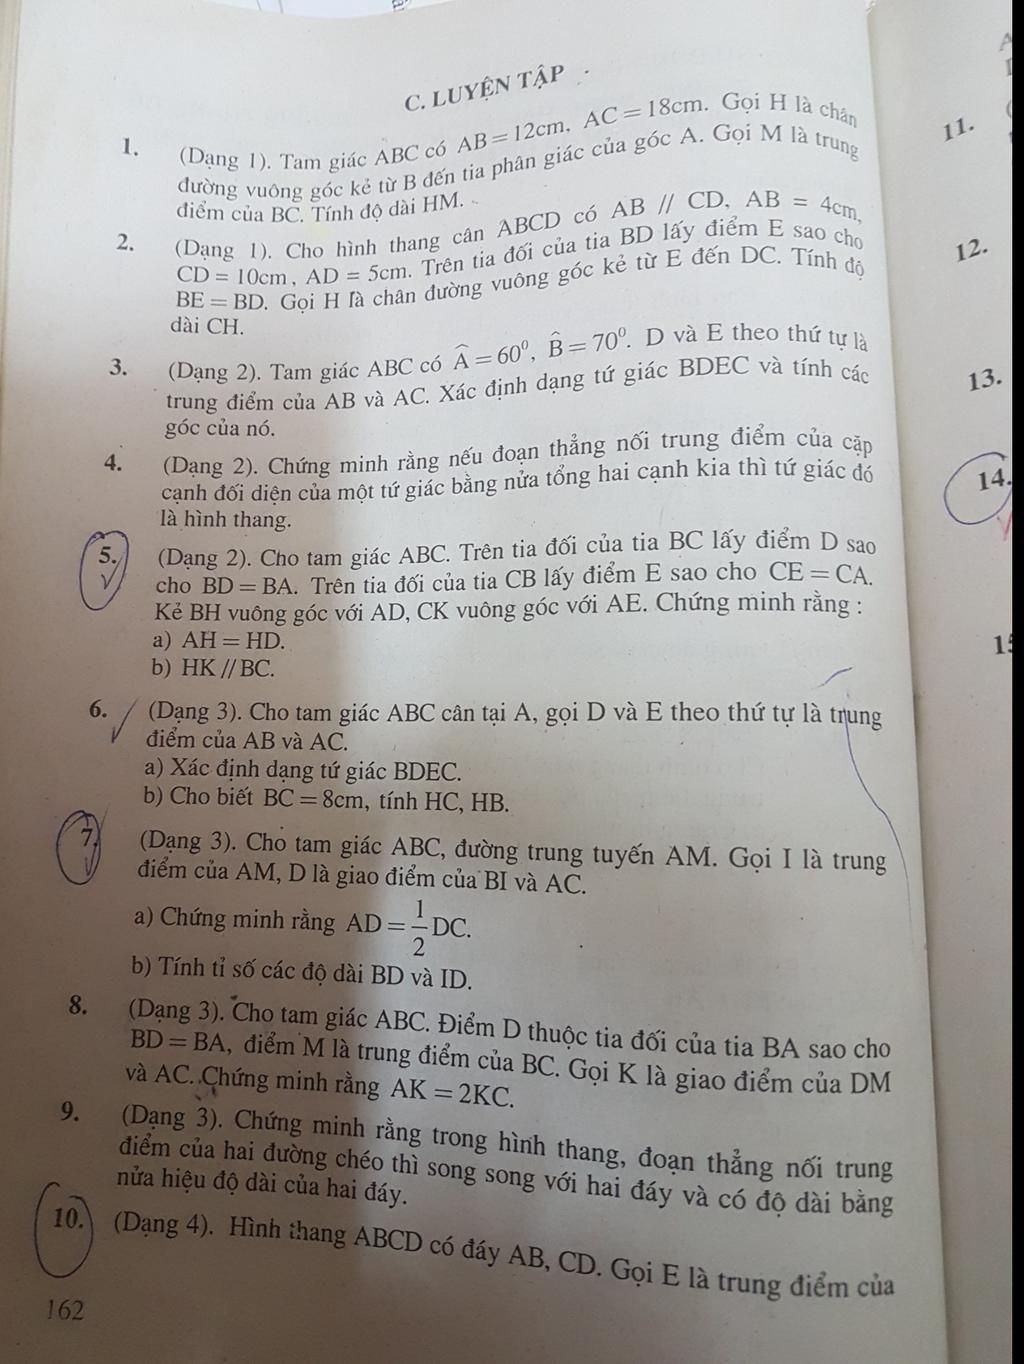 C. LUYỆN TẬP
1. (Dạng 1). Tam giác ABC có AB = 12cm, AC = 18cm. Gọi H là chân
đường vuông góc kẻ từ B đến tia phân giác của góc A. Gọi M là trung
điểm của BC. Tính độ dài HM.
2. (Dạng 1). Cho hình thang cân ABCD có AB // CD, AB = 4cm,
CD = 10cm, AD = 5cm. Trên tia đối của tia BD lấy điểm E sao cho
BE = BD. Gọi H là chân đường vuông góc kẻ từ E đến DC. Tính độ
dài CH.
3. (Dạng 2). Tam giác ABC có Â = 60⁰, B̂ = 70⁰. D và E theo thứ tự là
trung điểm của AB và AC. Xác định dạng tứ giác BDEC và tính các
góc của nó.
4. (Dạng 2). Chứng minh rằng nếu đoạn thẳng nối trung điểm của cặp
cạnh đối diện của một tứ giác bằng nửa tổng hai cạnh kia thì tứ giác đó
là hình thang.
5. (Dạng 2). Cho tam giác ABC. Trên tia đối của tia BC lấy điểm D sao
cho BD = BA. Trên tia đối của tia CB lấy điểm E sao cho CE = CA.
Kẻ BH vuông góc với AD, CK vuông góc với AE. Chứng minh rằng :
a) AH = HD.
b) HK // BC.
6. (Dạng 3). Cho tam giác ABC cân tại A, gọi D và E theo thứ tự là trung
điểm của AB và AC.
a) Xác định dạng tứ giác BDEC.
b) Cho biết BC = 8cm, tính HC, HB.
7. (Dạng 3). Cho tam giác ABC, đường trung tuyến AM. Gọi I là trung
điểm của AM, D là giao điểm của BI và AC.
a) Chứng minh rằng AD = 1/2 DC.
b) Tính tỉ số các độ dài BD và ID.
8. (Dạng 3). Cho tam giác ABC. Điểm D thuộc tia đối của tia BA sao cho
BD = BA, điểm M là trung điểm của BC. Gọi K là giao điểm của DM
và AC. Chứng minh rằng AK = 2KC.
9. (Dạng 3). Chứng minh rằng trong hình thang, đoạn thẳng nối trung
điểm của hai đường chéo thì song song với hai đáy và có độ dài bằng
nửa hiệu độ dài của hai đáy.
10. (Dạng 4). Hình thang ABCD có đáy AB, CD. Gọi E là trung điểm của
162
11.
12.
13.
14.